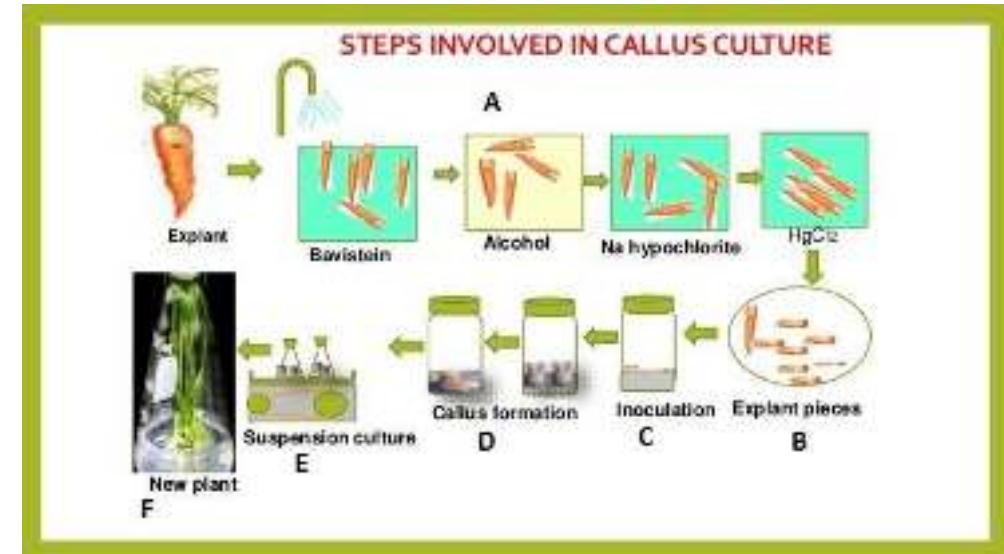 STEPS INVOLVED IN CALLUS CULTURE
A
Explant
Bavistein
Alcohol
Na hypochlorite
HgCl2
New plant
F
Suspension culture
E
Callus formation
D
Inoculation
C
Explant pieces
B